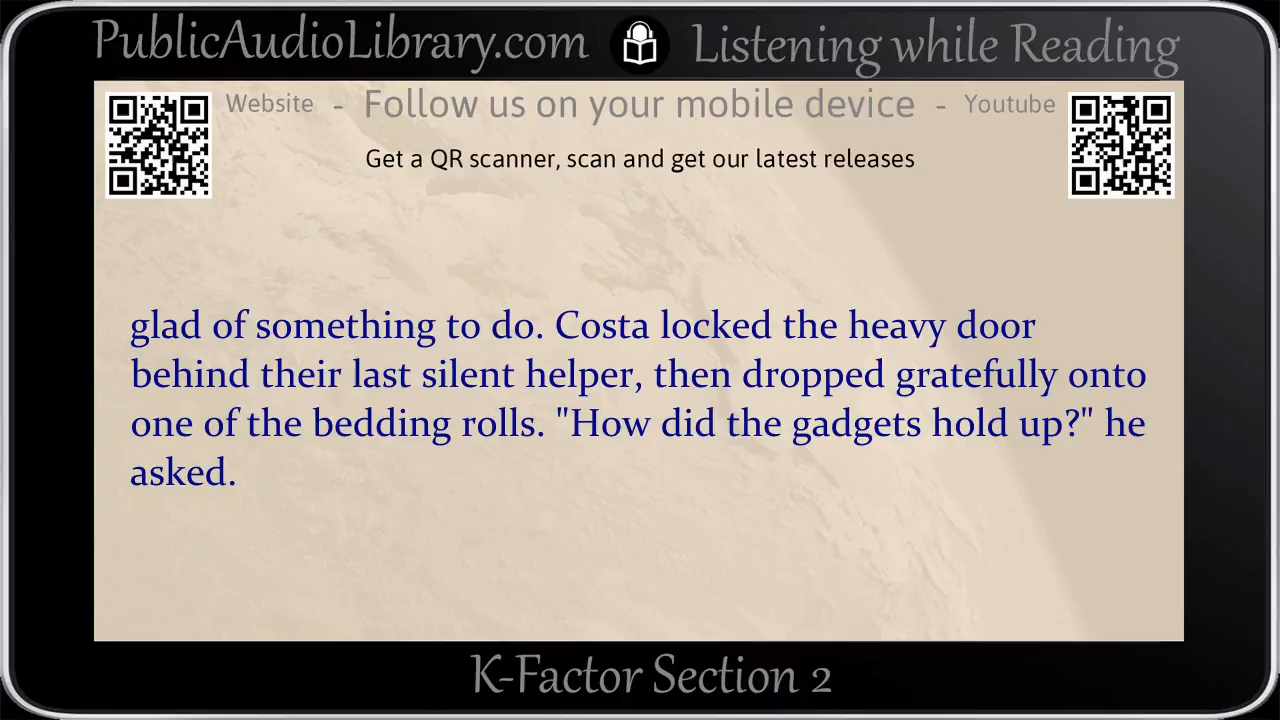 PublicAudioLibrary.com Listening while Reading
Website - Follow us on your mobile device - Youtube
Get a QR scanner, scan and get our latest releases
glad of something to do. Costa locked the heavy door
behind their last silent helper, then dropped gratefully onto
one of the bedding rolls. "How did the gadgets hold up?" he
asked.
K-Factor Section 2